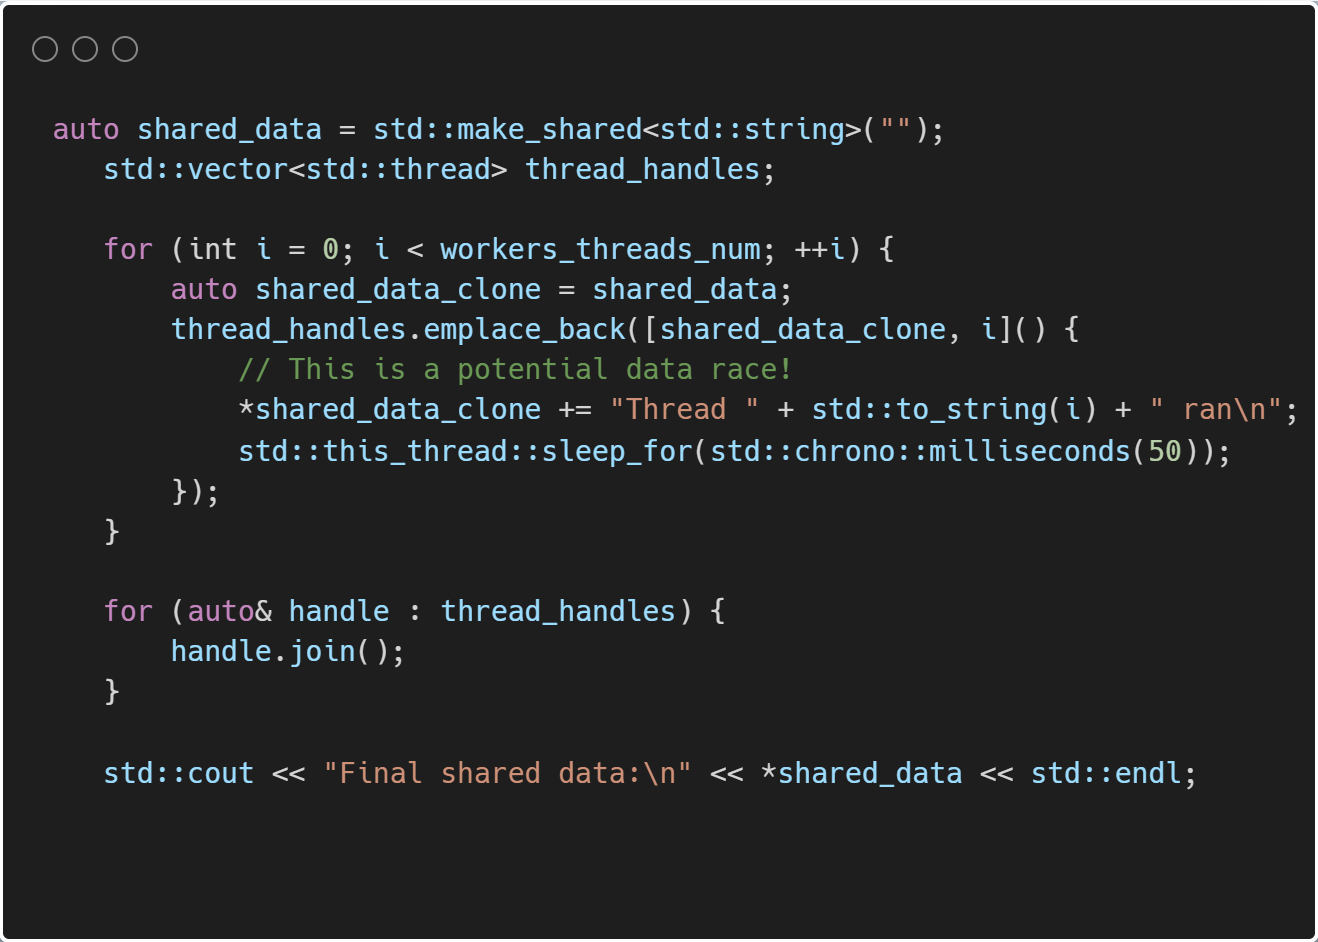 auto shared_data = std::make_shared<std::string>("");
   std::vector<std::thread> thread_handles;

   for (int i = 0; i < workers_threads_num; ++i) {
       auto shared_data_clone = shared_data;
       thread_handles.emplace_back([shared_data_clone, i]() {
           // This is a potential data race!
           *shared_data_clone += "Thread " + std::to_string(i) + " ran\n";
           std::this_thread::sleep_for(std::chrono::milliseconds(50));
       });
   }

   for (auto& handle : thread_handles) {
       handle.join();
   }

   std::cout << "Final shared data:\n" << *shared_data << std::endl;